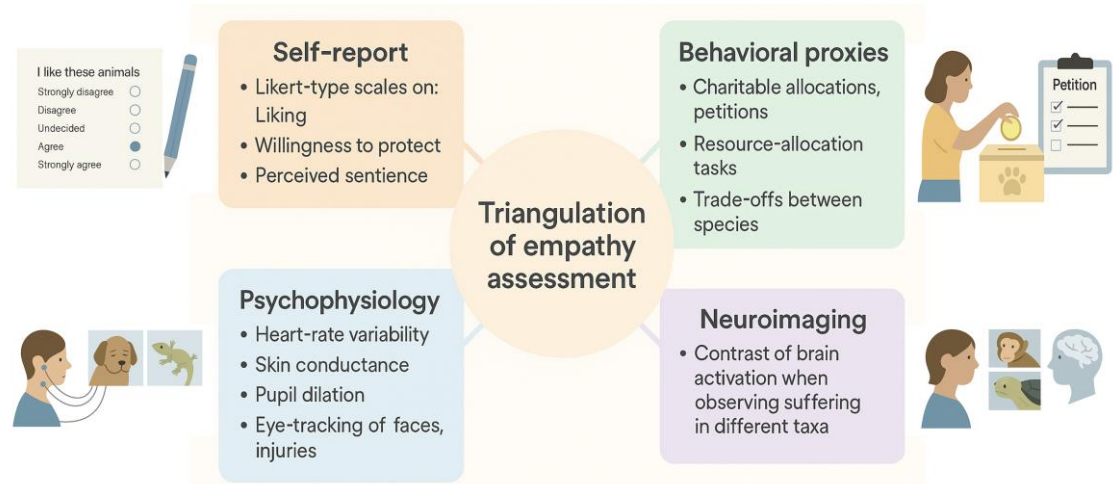 I like these animals
Strongly disagree
Disagree
Undecided
Agree
Strongly agree
Self-report
• Likert-type scales on:
Liking
• Willingness to protect
• Perceived sentience
Behavioral proxies
• Charitable allocations,
petitions
• Resource-allocation
tasks
• Trade-offs between
species
Petition
Triangulation
of empathy
assessment
Psychophysiology
• Heart-rate variability
• Skin conductance
• Pupil dilation
• Eye-tracking of faces,
injuries
Neuroimaging
• Contrast of brain
activation when
observing suffering
in different taxa